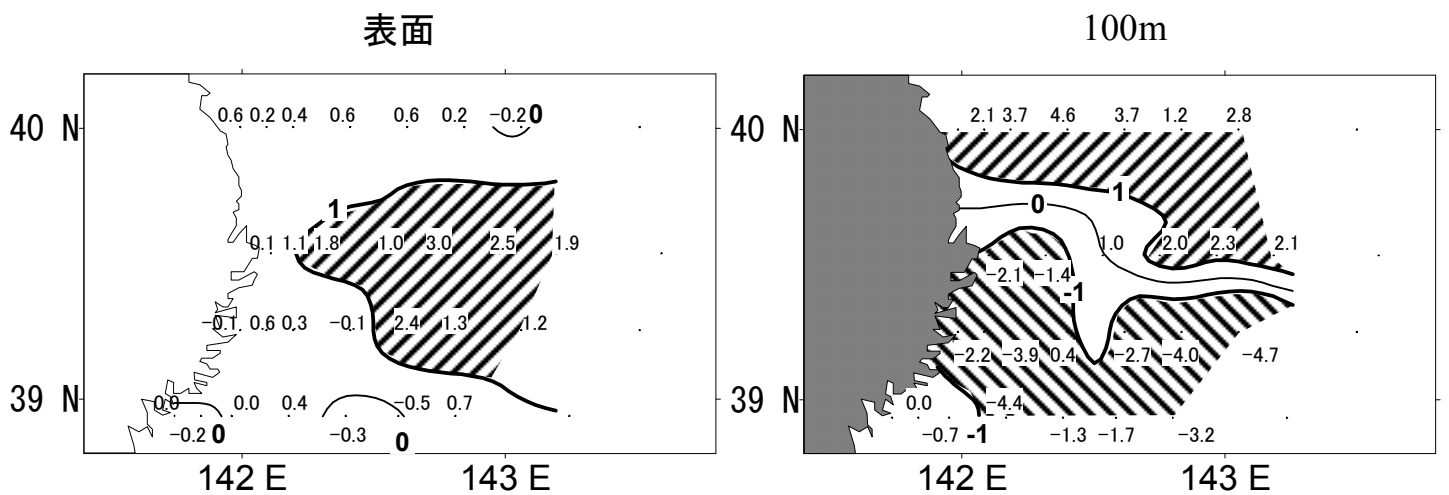 表面
100m
40 N
0.6 0.2 0.4 0.6 0.6 0.2 −0.2 0
1
0.1 1.1 1.8 1.0 3.0 2.5 1.9
−0.1 0.6 0.3 −0.1 2.4 1.3 1.2
39 N
0.0 0.0 0.4 −0.5 0.7
−0.2 0 −0.3 0
142 E 143 E
40 N
2.1 3.7 4.6 3.7 1.2 2.8
1
0
1.0 2.0 2.3 2.1
−2.1 −1.4
-1
−2.2 −3.9 0.4 −2.7 −4.0 −4.7
39 N
0.0 −4.4
−0.7 -1 −1.3 −1.7 −3.2
142 E 143 E